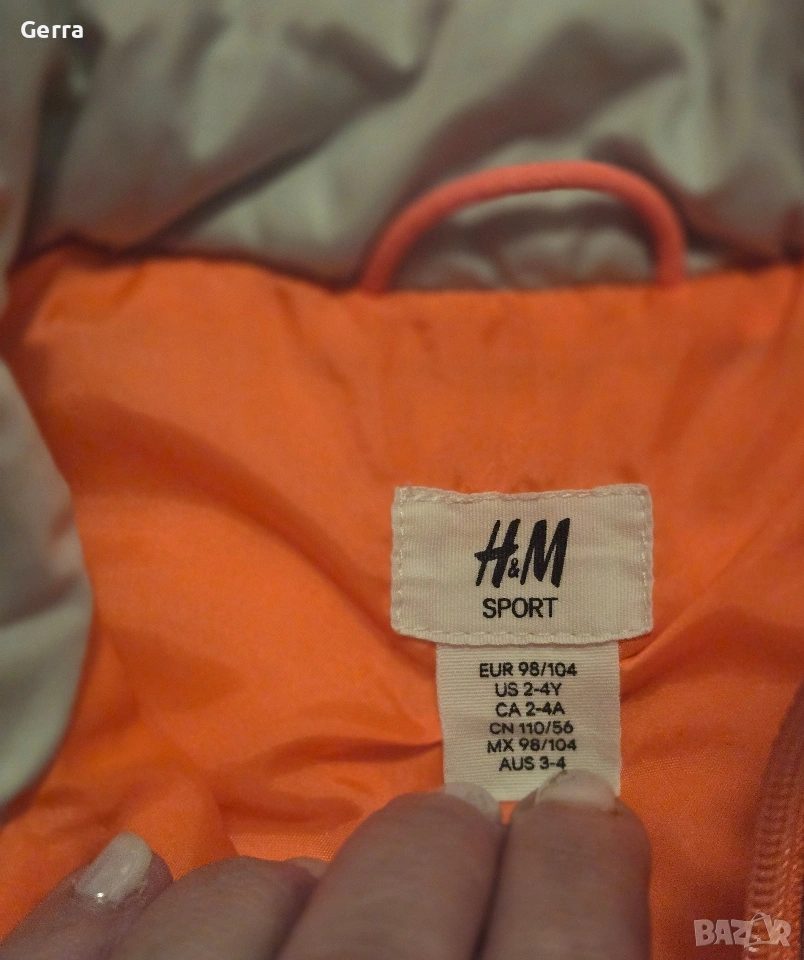 Gerra
H&M
SPORT
EUR 98/104
US 2-4Y
CA 2-4A
CN 110/56
MX 98/104
AUS 3-4
BAZAR